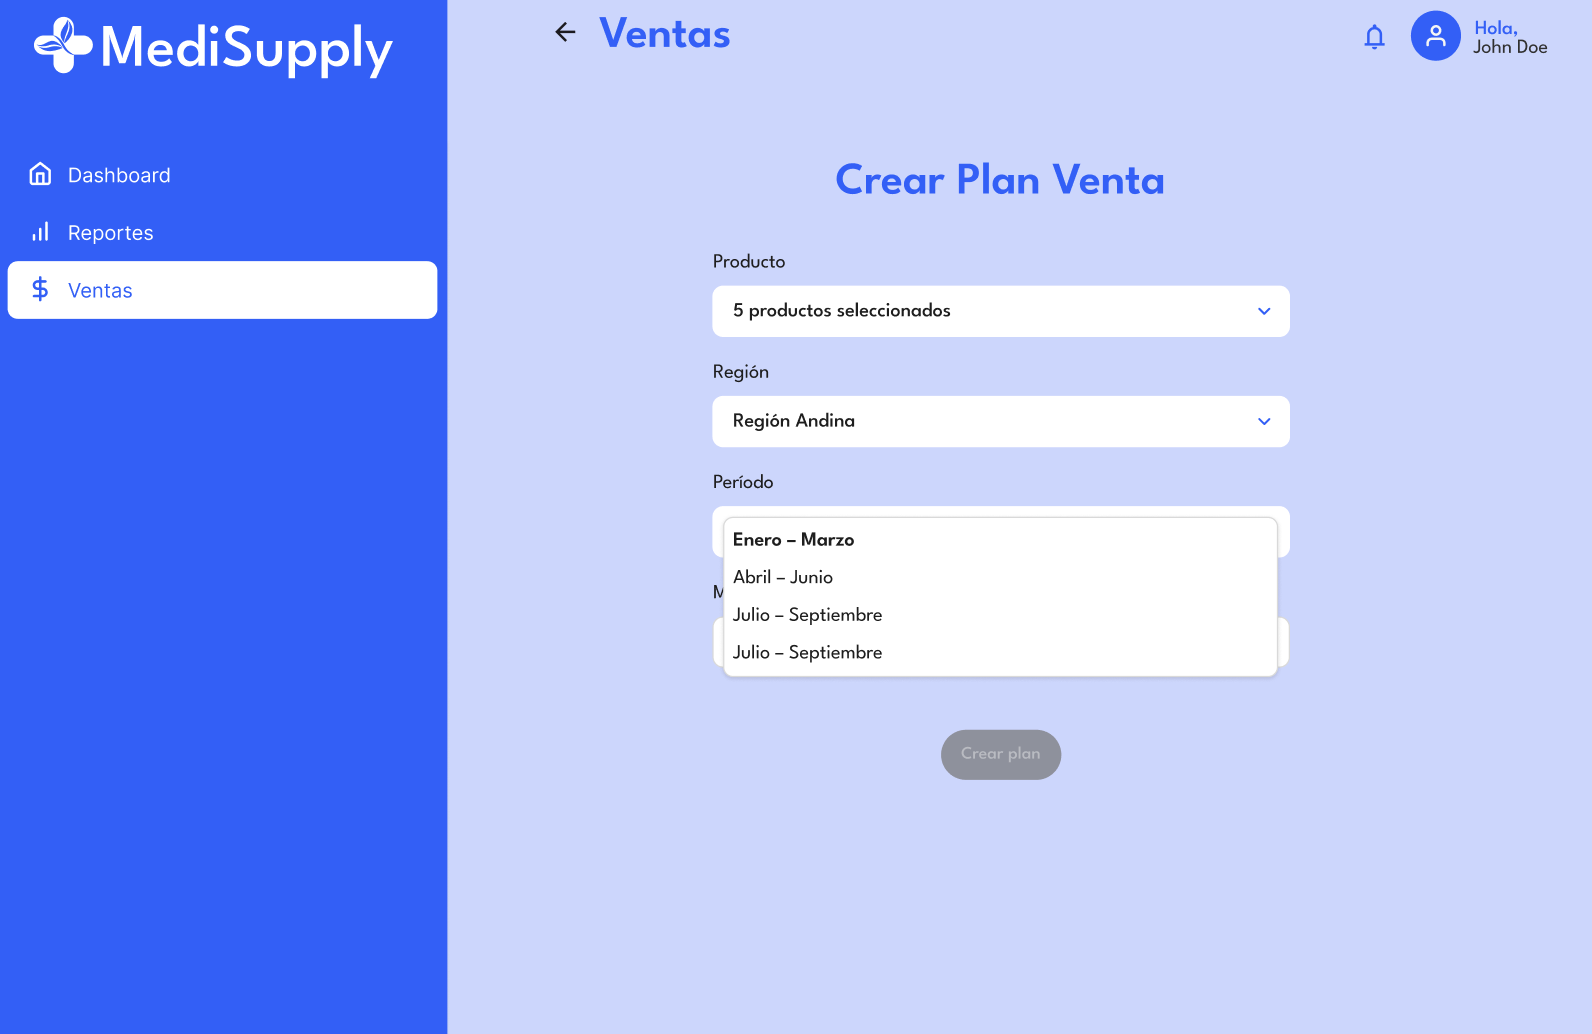 MediSupply
Dashboard
Reportes
Ventas
Ventas
Hola,
John Doe
Crear Plan Venta
Producto
5 productos seleccionados
Región
Región Andina
Período
Enero – Marzo
Abril – Junio
Julio – Septiembre
Julio – Septiembre
Crear plan